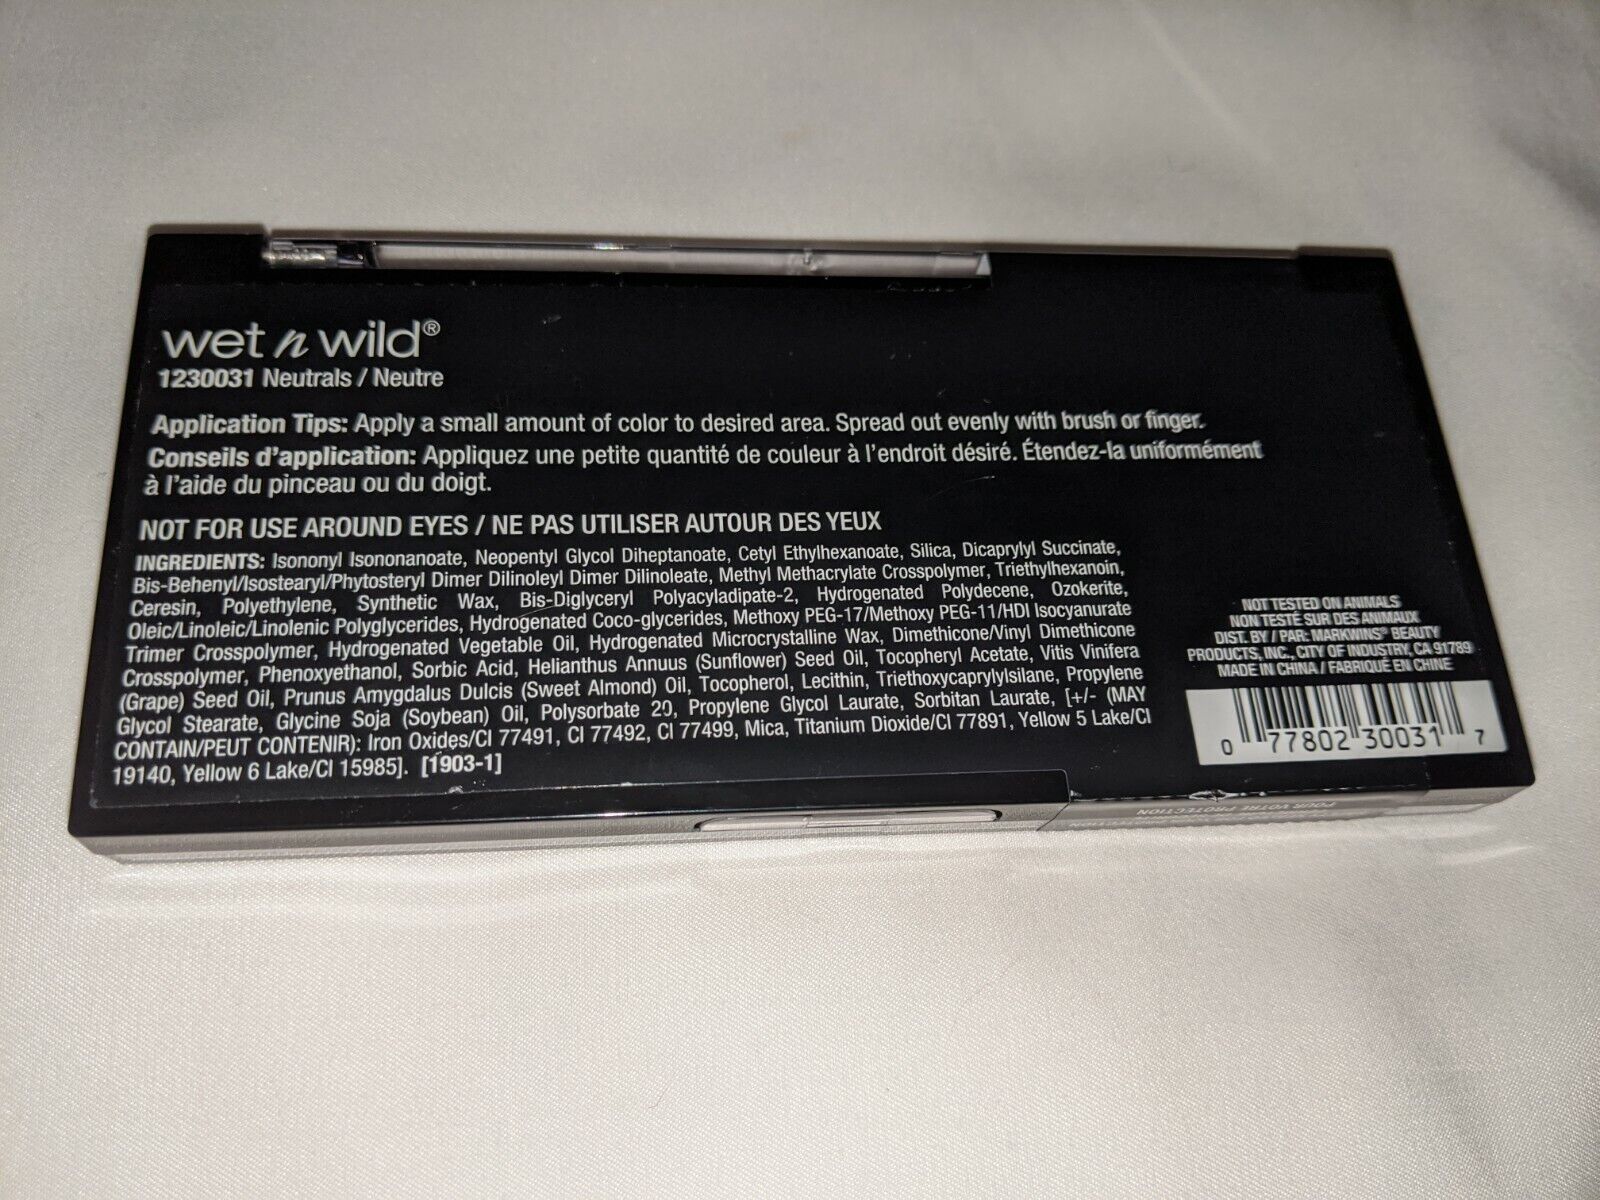 wet n wild®
1230031 Neutrals / Neutre
Application Tips: Apply a small amount of color to desired area. Spread out evenly with brush or finger.
Conseils d'application: Appliquez une petite quantité de couleur à l'endroit désiré. Étendez-la uniformément
à l'aide du pinceau ou du doigt.
NOT FOR USE AROUND EYES / NE PAS UTILISER AUTOUR DES YEUX
INGREDIENTS: Isononyl Isononanoate, Neopentyl Glycol Diheptanoate, Cetyl Ethylhexanoate, Silica, Dicaprylyl Succinate,
Bis-Behenyl/Isostearyl/Phytosteryl Dimer Dilinoleyl Dimer Dilinoleate, Methyl Methacrylate Crosspolymer, Triethylhexanoin,
Ceresin, Polyethylene, Synthetic Wax, Bis-Diglyceryl Polyacyladipate-2, Hydrogenated Polydecene, Ozokerite,
Oleic/Linoleic/Linolenic Polyglycerides, Hydrogenated Coco-glycerides, Methoxy PEG-17/Methoxy PEG-11/HDI Isocyanurate
Trimer Crosspolymer, Hydrogenated Vegetable Oil, Hydrogenated Microcrystalline Wax, Dimethicone/Vinyl Dimethicone
Crosspolymer, Phenoxyethanol, Sorbic Acid, Helianthus Annuus (Sunflower) Seed Oil, Tocopheryl Acetate, Vitis Vinifera
(Grape) Seed Oil, Prunus Amygdalus Dulcis (Sweet Almond) Oil, Tocopherol, Lecithin, Triethoxycaprylylsilane, Propylene
Glycol Stearate, Glycine Soja (Soybean) Oil, Polysorbate 20, Propylene Glycol Laurate, Sorbitan Laurate, [+/- (MAY
CONTAIN/PEUT CONTENIR): Iron Oxides/CI 77491, CI 77492, CI 77499, Mica, Titanium Dioxide/CI 77891, Yellow 5 Lake/CI
19140, Yellow 6 Lake/CI 15985]. [1903-1]
NOT TESTED ON ANIMALS
NON TESTÉ SUR DES ANIMAUX
DIST. BY / PAR: MARKWINS® BEAUTY
PRODUCTS, INC., CITY OF INDUSTRY, CA 91789
MADE IN CHINA / FABRIQUÉ EN CHINE
0 77802 30031 7
POUR VOTRE PROTECTION